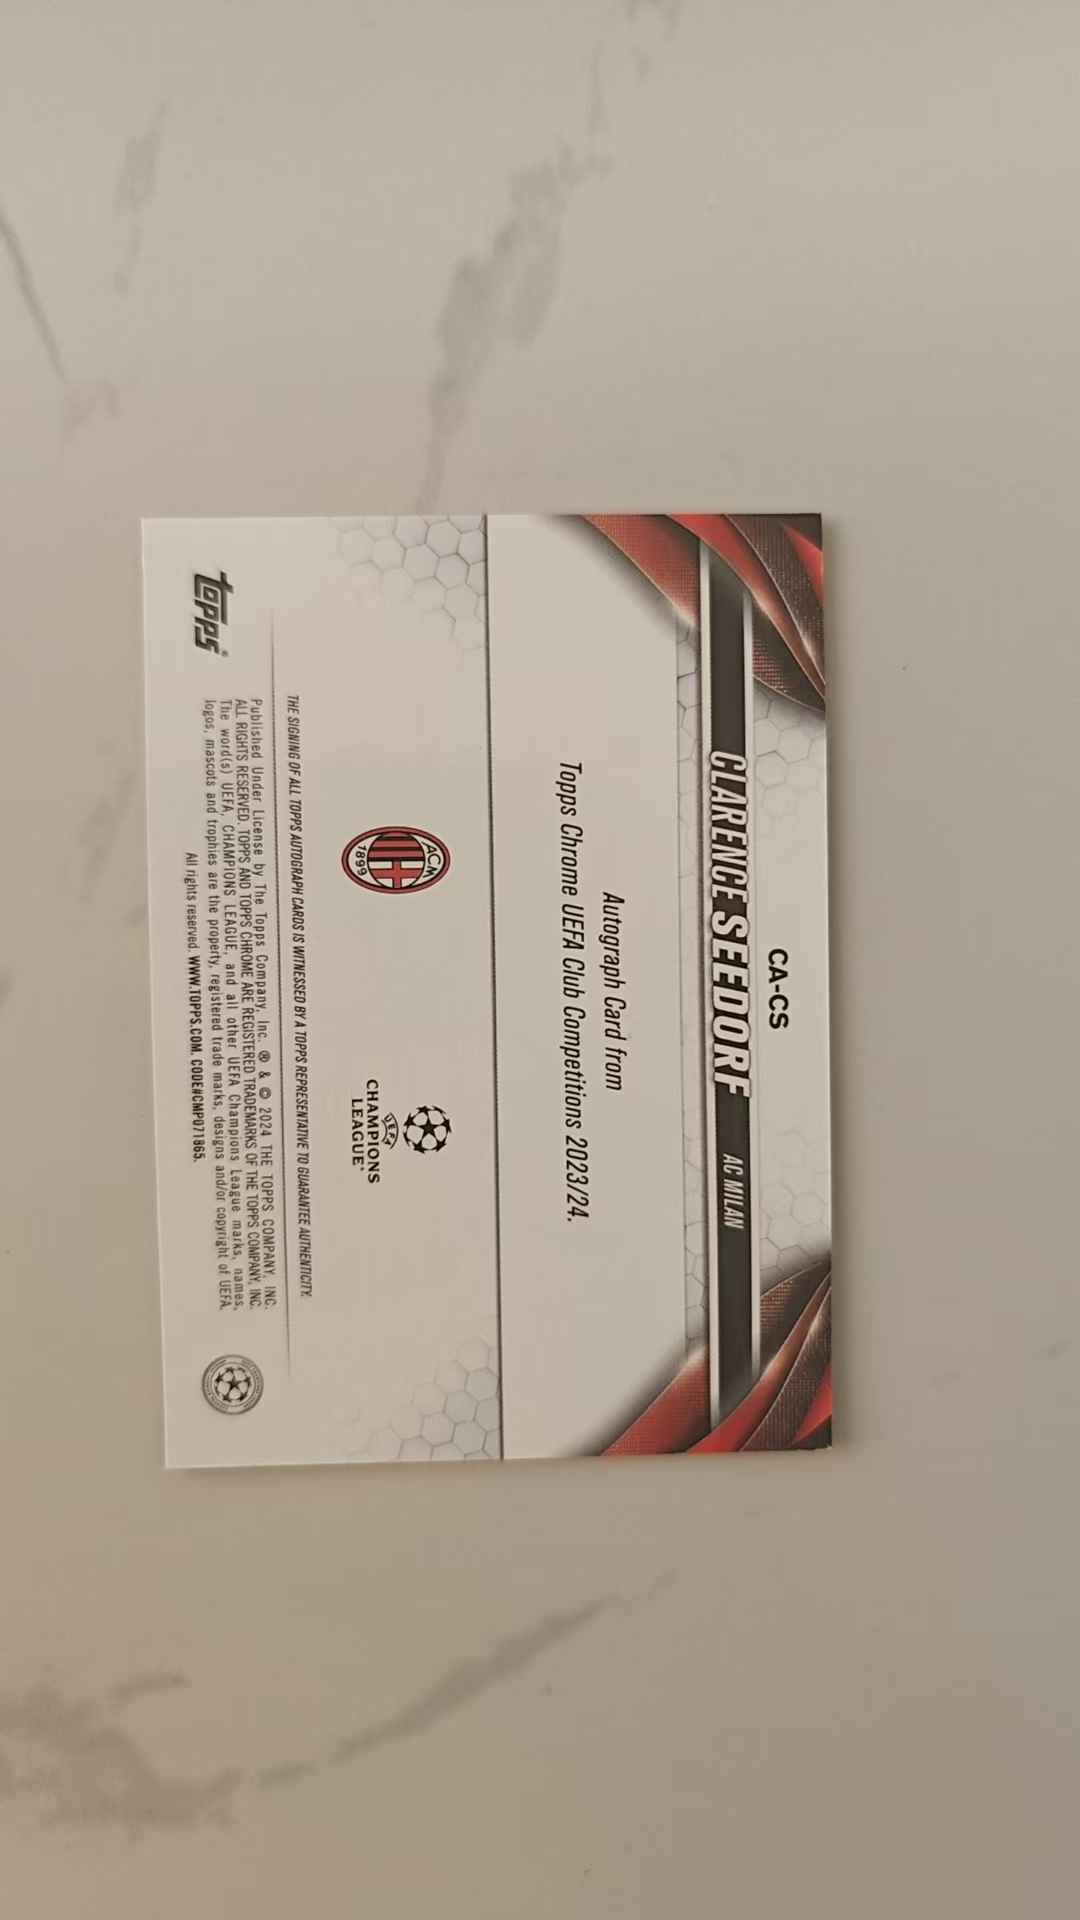 CA-CS
CLARENCE SEEDORF AC MILAN
Autograph Card from
Topps Chrome UEFA Club Competitions 2023/24.
ACM
1899
UEFA
CHAMPIONS
LEAGUE®
THE SIGNING OF ALL TOPPS AUTOGRAPH CARDS IS WITNESSED BY A TOPPS REPRESENTATIVE TO GUARANTEE AUTHENTICITY.
topps®
Published Under License by The Topps Company, Inc. ® & © 2024 THE TOPPS COMPANY, INC.
ALL RIGHTS RESERVED. TOPPS AND TOPPS CHROME ARE REGISTERED TRADEMARKS OF THE TOPPS COMPANY, INC.
The word(s) UEFA, CHAMPIONS LEAGUE, and all other UEFA Champions League marks, names,
logos, mascots and trophies are the property, registered trade marks, designs and/or copyright of UEFA.
All rights reserved. WWW.TOPPS.COM. CODE#CMP071865.